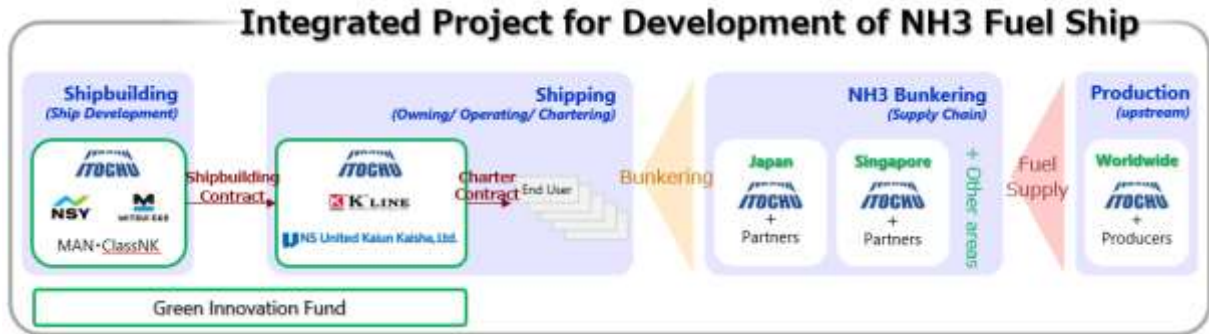 Integrated Project for Development of NH3 Fuel Ship
Shipbuilding
(Ship Development)
ITOCHU
NSY
MITSUI E&S
MAN・ClassNK
Shipbuilding
Contract
Shipping
(Owning/ Operating/ Chartering)
ITOCHU
K "K" LINE
NS United Kaiun Kaisha, Ltd.
Charter
Contract
End User
Bunkering
NH3 Bunkering
(Supply Chain)
Japan
ITOCHU
+
Partners
Singapore
ITOCHU
+
Partners
+ Other areas
Fuel
Supply
Production
(upstream)
Worldwide
ITOCHU
+
Producers
Green Innovation Fund